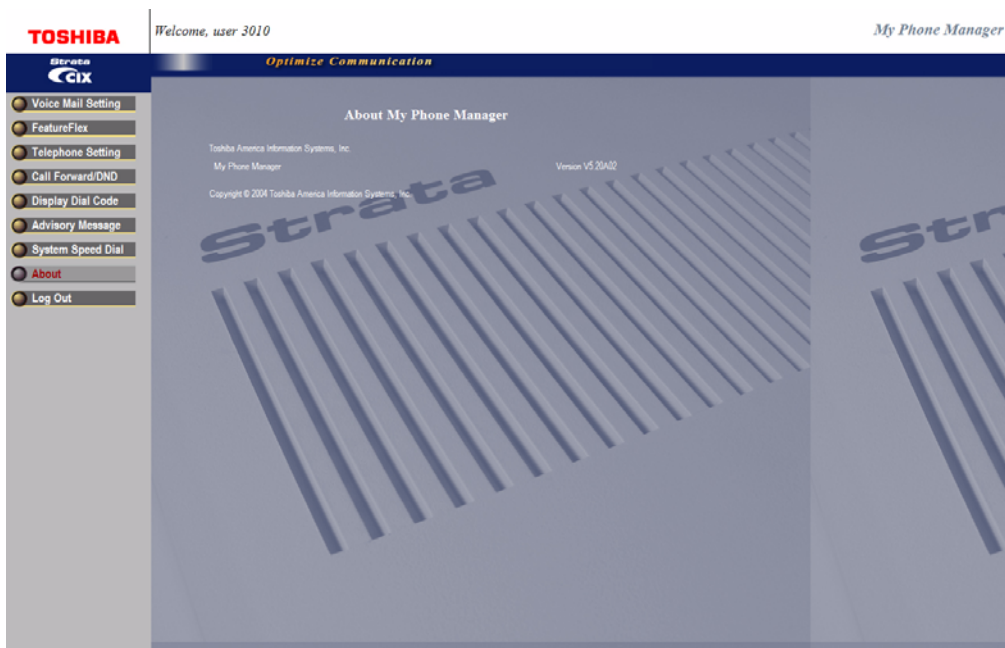 TOSHIBA
Welcome, user 3010
My Phone Manager
Strata
CIX
Optimize Communication
Voice Mail Setting
FeatureFlex
Telephone Setting
Call Forward/DND
Display Dial Code
Advisory Message
System Speed Dial
About
Log Out
About My Phone Manager
Toshiba America Information Systems, Inc.
My Phone Manager
Version V5.20A02
Copyright © 2004 Toshiba America Information Systems, Inc.
Strata
Str